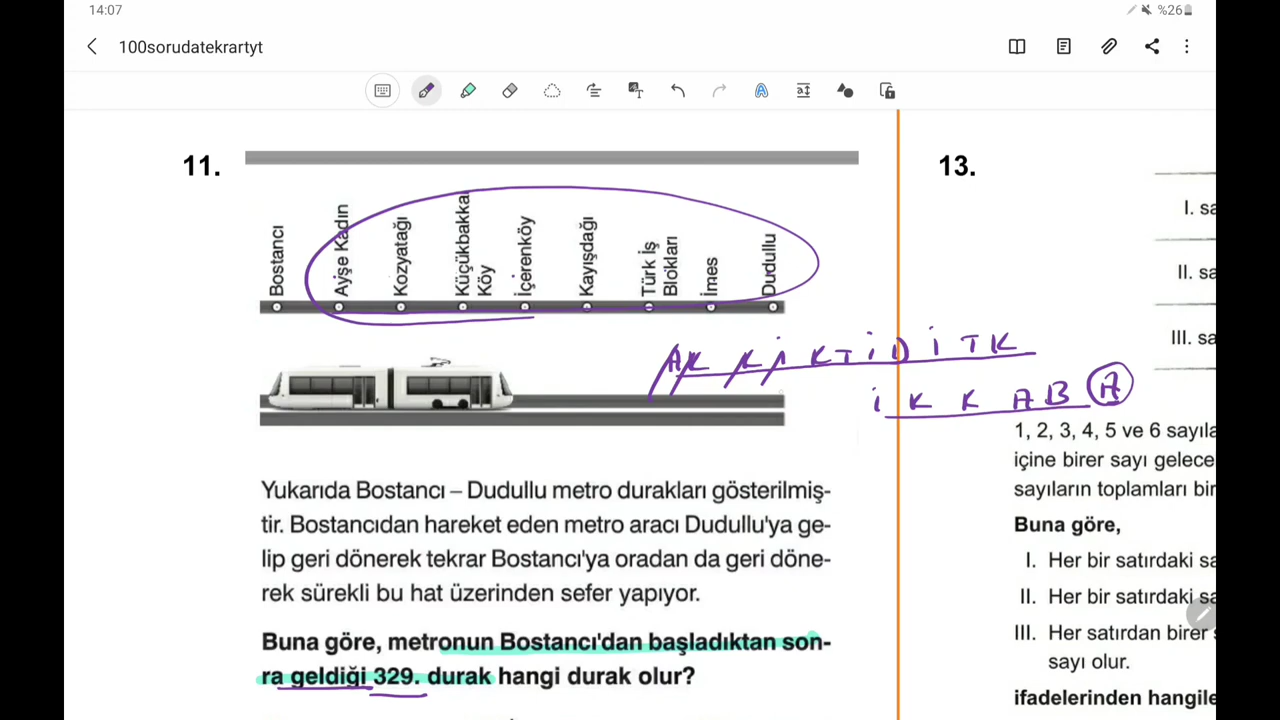 14:07
%26
100sorudatekrartyt
11.
Bostancı
Ayşe Kadın
Kozyatağı
Küçükbakka
Köy
İçerenköy
Kayışdağı
Türk İş
Blokları
İmes
Dudullu
AK K İ K T İ D İ T K
İ K K A B A
Yukarıda Bostancı – Dudullu metro durakları gösterilmiş-
tir. Bostancıdan hareket eden metro aracı Dudullu'ya ge-
lip geri dönerek tekrar Bostancı'ya oradan da geri döne-
rek sürekli bu hat üzerinden sefer yapıyor.
Buna göre, metronun Bostancı'dan başladıktan son-
ra geldiği 329. durak hangi durak olur?
13.
I. sa
II. sa
III. sa
1, 2, 3, 4, 5 ve 6 sayıla
içine birer sayı gelece
sayıların toplamları bir
Buna göre,
I. Her bir satırdaki sa
II. Her bir satırdaki sa
III. Her satırdan birer s
sayı olur.
ifadelerinden hangile